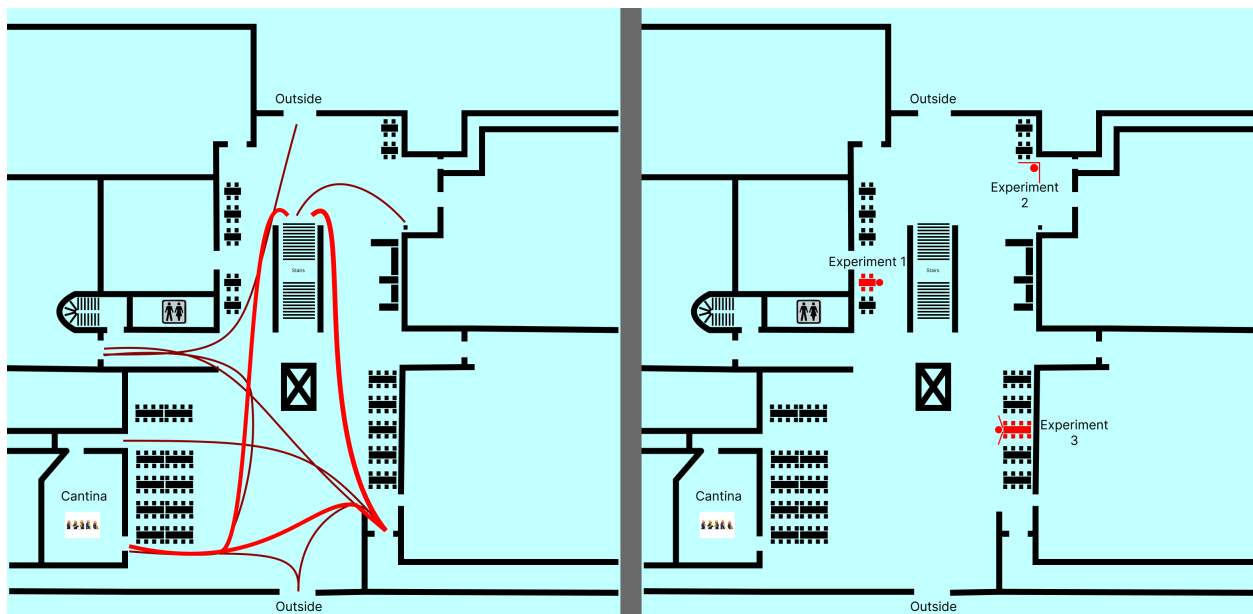 Outside
Stairs
Cantina
Outside
Outside
Experiment
2
Experiment 1
Stairs
Experiment
3
Cantina
Outside